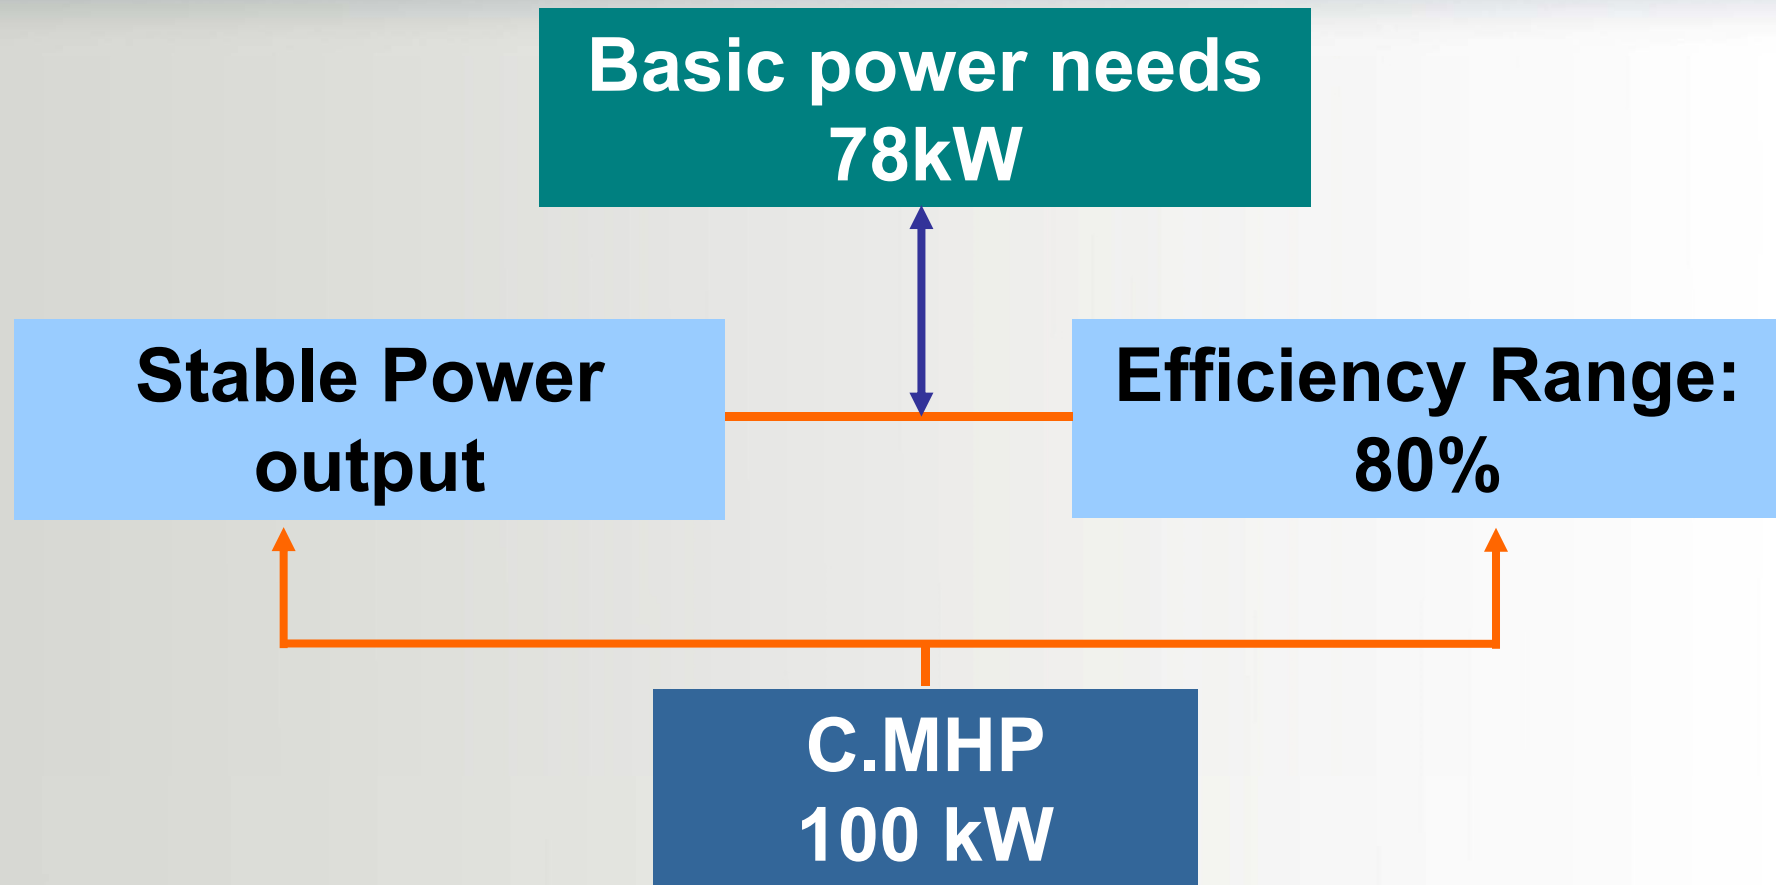 Basic power needs
78kW
Stable Power
output
Efficiency Range:
80%
C.MHP
100 kW